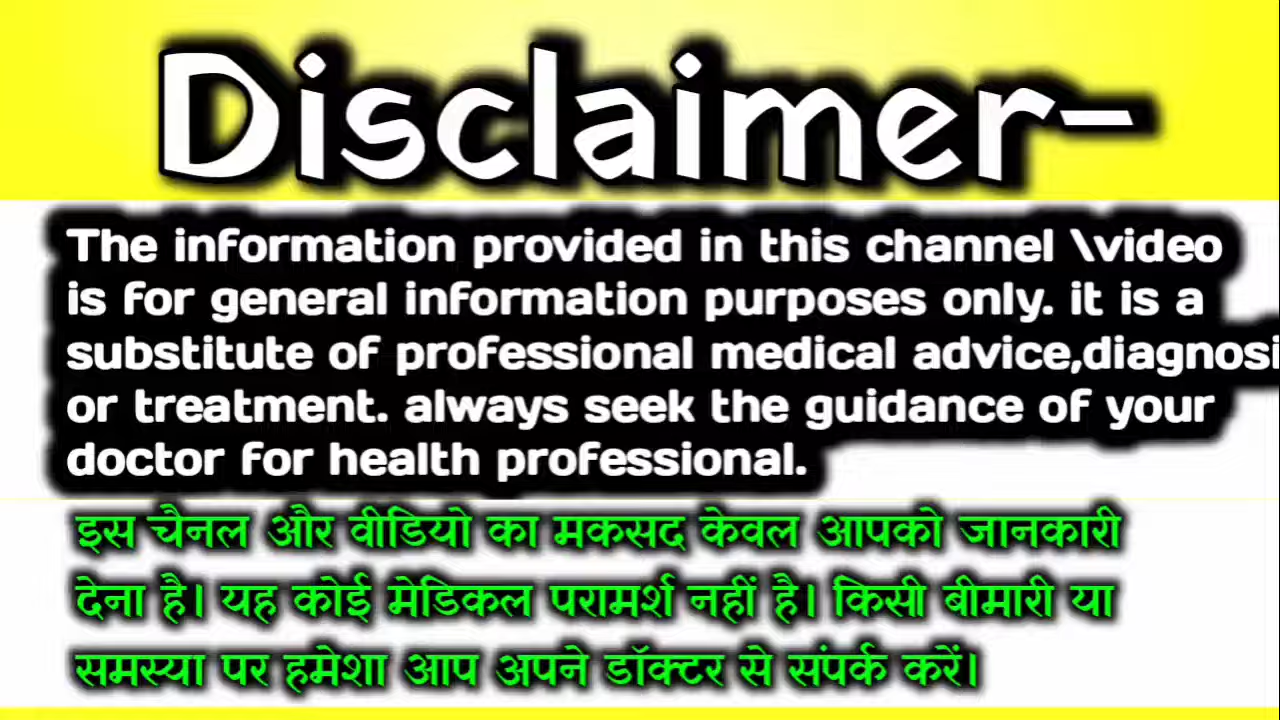 Disclaimer-
The information provided in this channel \video
is for general information purposes only. it is a
substitute of professional medical advice,diagnosi
or treatment. always seek the guidance of your
doctor for health professional.
इस चैनल और वीडियो का मकसद केवल आपको जानकारी
देना है। यह कोई मेडिकल परामर्श नहीं है। किसी बीमारी या
समस्या पर हमेशा आप अपने डॉक्टर से संपर्क करें।